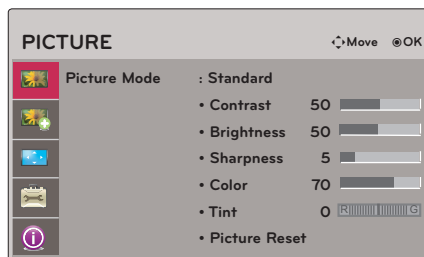 PICTURE Move ◉OK
Picture Mode : Standard
• Contrast 50
• Brightness 50
• Sharpness 5
• Color 70
• Tint 0 R G
• Picture Reset